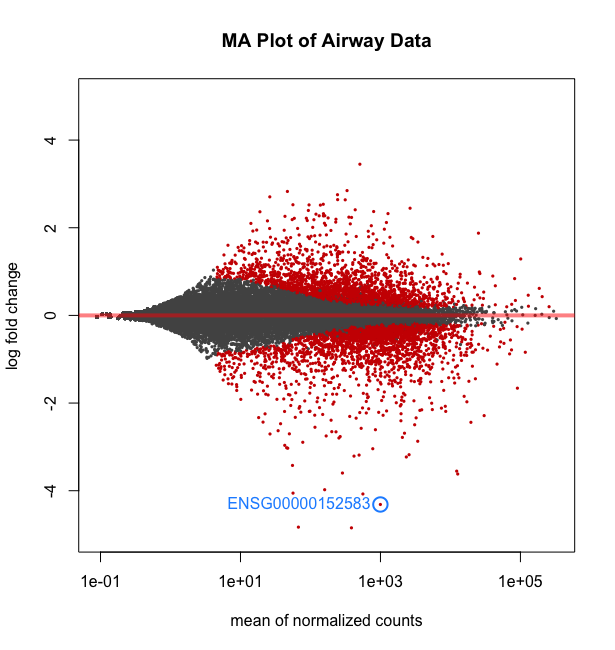 MA Plot of Airway Data
log fold change
4
2
0
-2
-4
ENSG00000152583
1e-01 1e+01 1e+03 1e+05
mean of normalized counts